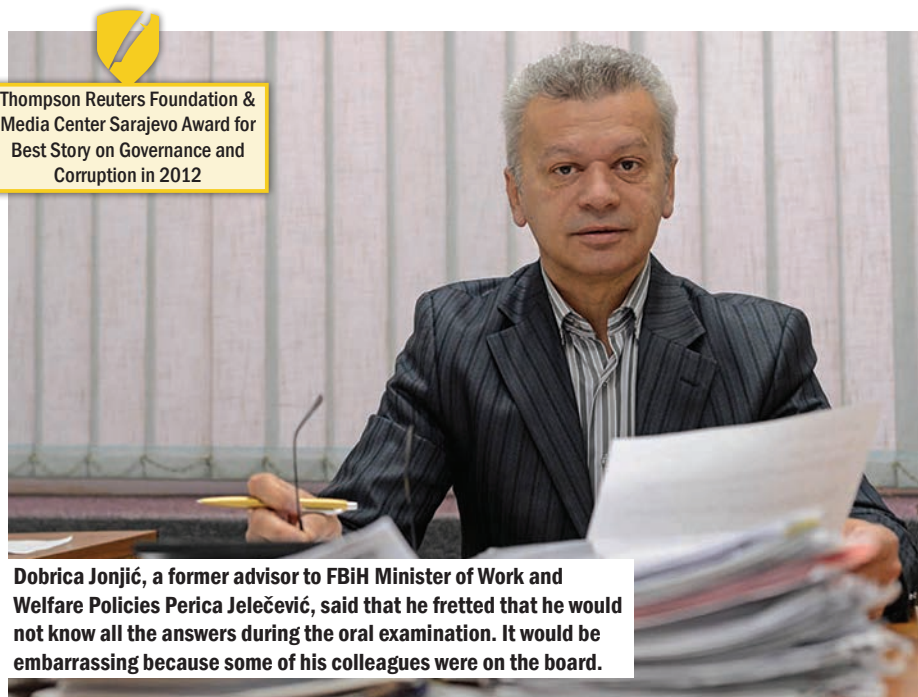 Thompson Reuters Foundation &
Media Center Sarajevo Award for
Best Story on Governance and
Corruption in 2012
Dobrica Jonjić, a former advisor to FBiH Minister of Work and
Welfare Policies Perica Jelečević, said that he fretted that he would
not know all the answers during the oral examination. It would be
embarrassing because some of his colleagues were on the board.